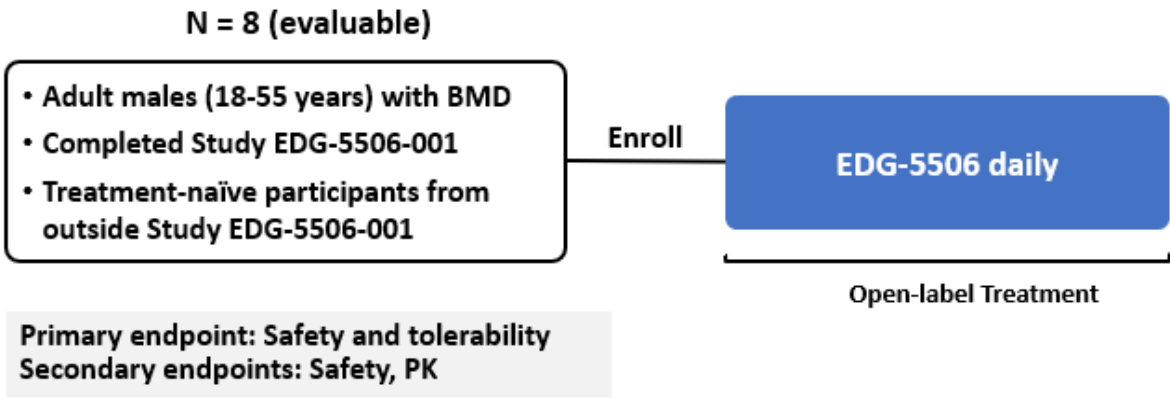 N = 8 (evaluable)
• Adult males (18-55 years) with BMD
• Completed Study EDG-5506-001
• Treatment-naïve participants from
outside Study EDG-5506-001
Enroll
EDG-5506 daily
Open-label Treatment
Primary endpoint: Safety and tolerability
Secondary endpoints: Safety, PK